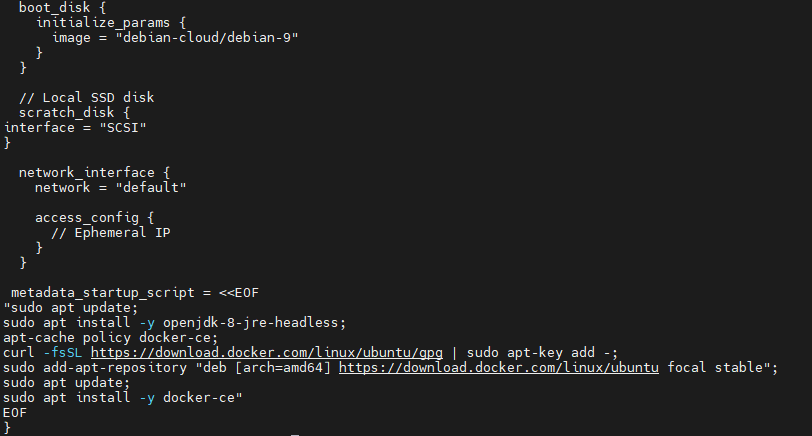 boot_disk {
initialize_params {
image = "debian-cloud/debian-9"
}
}
// Local SSD disk
scratch_disk {
interface = "SCSI"
}
network_interface {
network = "default"
access_config {
// Ephemeral IP
}
}
metadata_startup_script = <<EOF
"sudo apt update;
sudo apt install -y openjdk-8-jre-headless;
apt-cache policy docker-ce;
curl -fsSL https://download.docker.com/linux/ubuntu/gpg | sudo apt-key add -;
sudo add-apt-repository "deb [arch=amd64] https://download.docker.com/linux/ubuntu focal stable";
sudo apt update;
sudo apt install -y docker-ce"
EOF
}